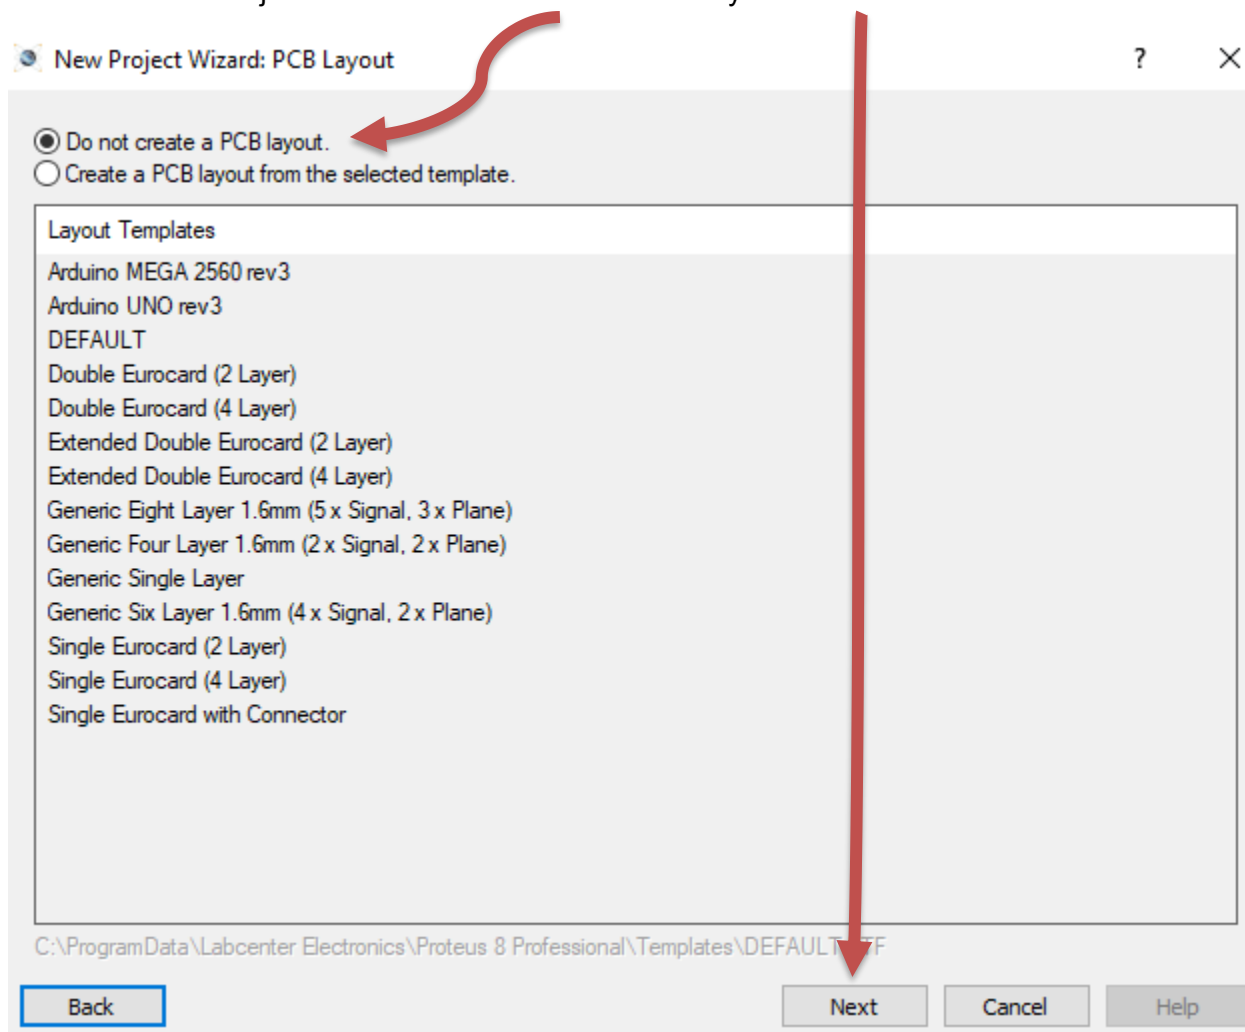 New Project Wizard: PCB Layout ?
Do not create a PCB layout.
Create a PCB layout from the selected template.
Layout Templates
Arduino MEGA 2560 rev3
Arduino UNO rev3
DEFAULT
Double Eurocard (2 Layer)
Double Eurocard (4 Layer)
Extended Double Eurocard (2 Layer)
Extended Double Eurocard (4 Layer)
Generic Eight Layer 1.6mm (5 x Signal, 3 x Plane)
Generic Four Layer 1.6mm (2 x Signal, 2 x Plane)
Generic Single Layer
Generic Six Layer 1.6mm (4 x Signal, 2 x Plane)
Single Eurocard (2 Layer)
Single Eurocard (4 Layer)
Single Eurocard with Connector
C:\ProgramData\Labcenter Electronics\Proteus 8 Professional\Templates\
Back Next Cancel Help